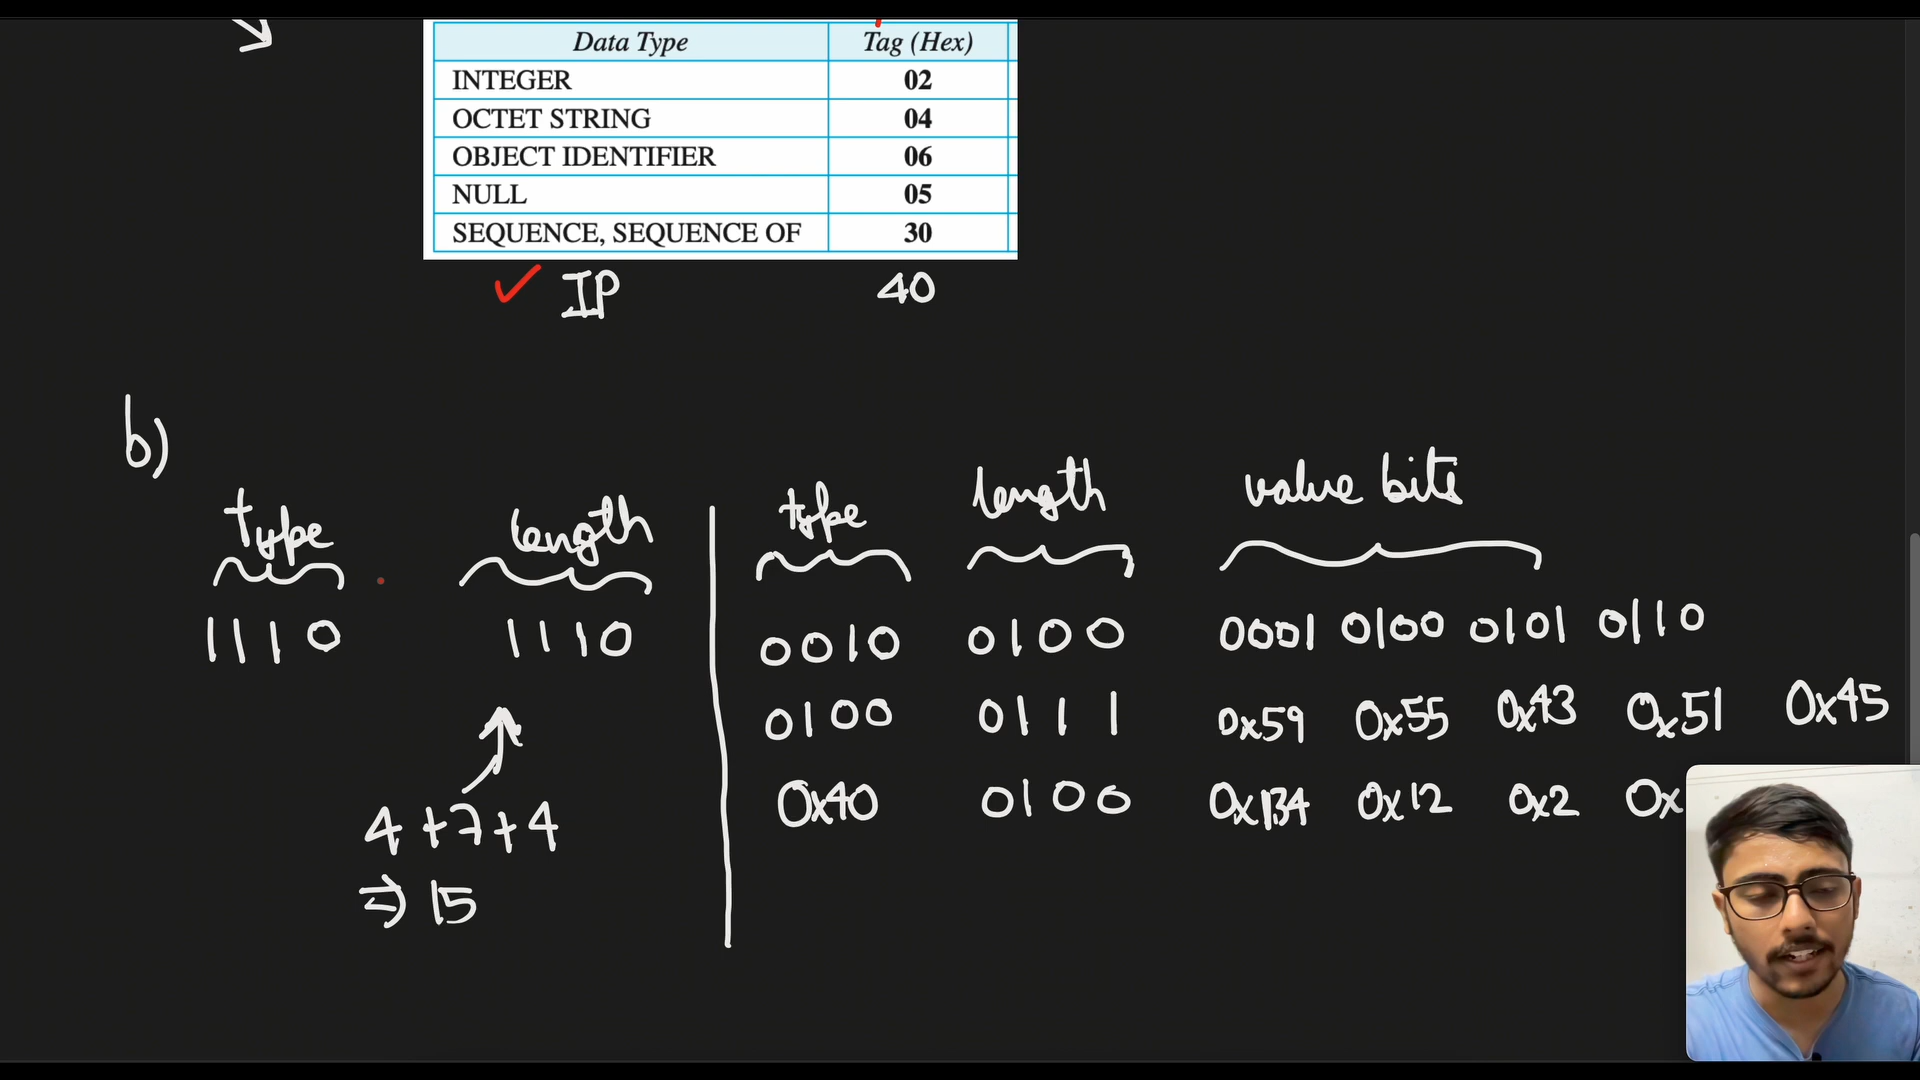 Data Type Tag (Hex)
INTEGER 02
OCTET STRING 04
OBJECT IDENTIFIER 06
NULL 05
SEQUENCE, SEQUENCE OF 30
IP 40
b)
type length type length value bits
1110 1110 0010 0100 0001 0100 0101 0110
0100 0111 0x59 0x55 0x43 0x51 0x45
0x40 0100 0x134 0x12 0x2 0x
4+7+4
⇒ 15